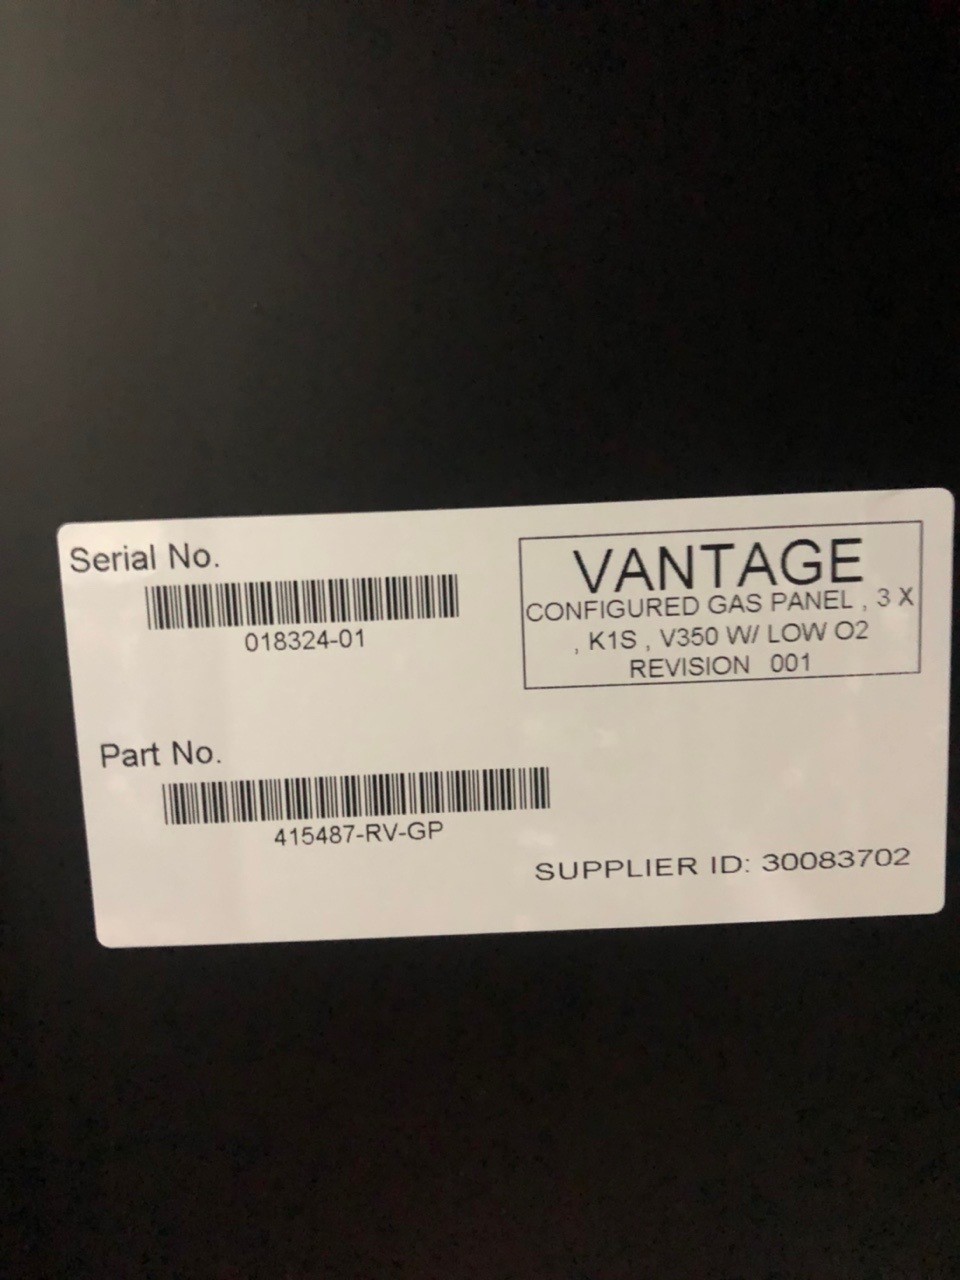 Serial No.
018324-01
VANTAGE
CONFIGURED GAS PANEL , 3 X
, K1S , V350 W/ LOW O2
REVISION 001
Part No.
415487-RV-GP
SUPPLIER ID: 30083702